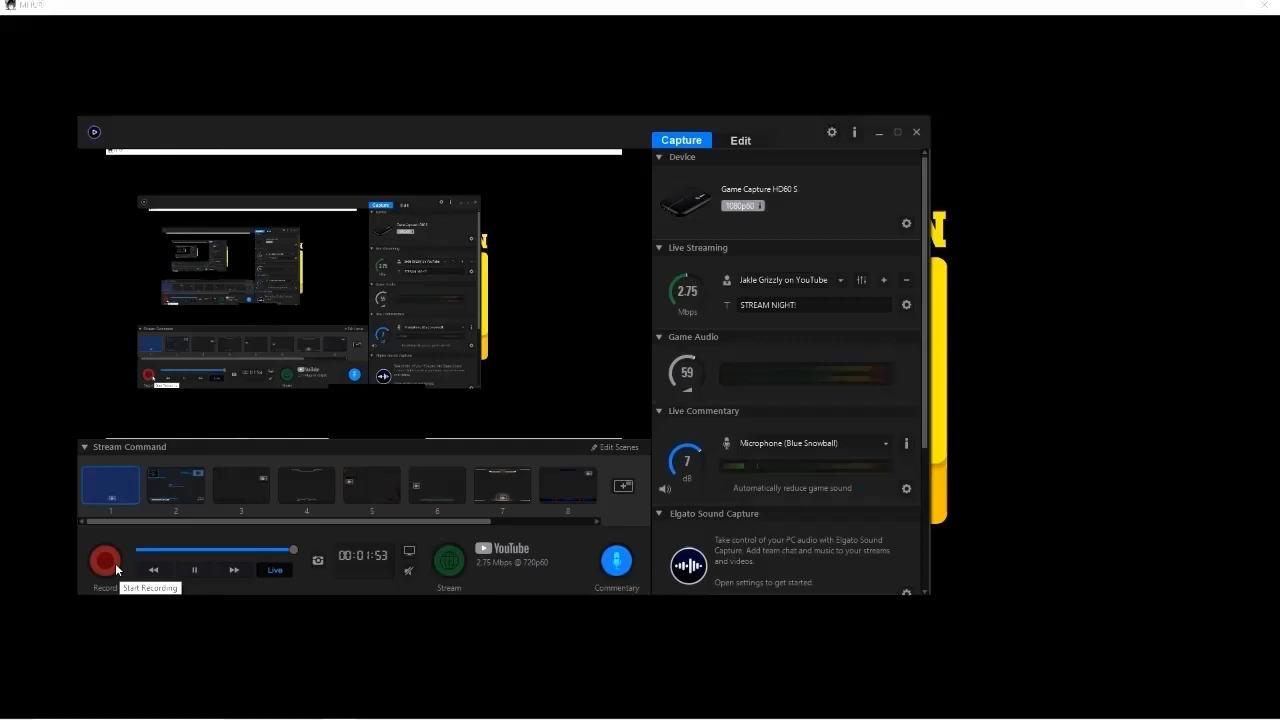 Capture Edit
Device
Game Capture HD60 S
1080p60
Live Streaming
2.75
Mbps
Jakle Grizzly on YouTube
STREAM NIGHT!
Game Audio
59
Live Commentary
Microphone (Blue Snowball)
7
dB
Automatically reduce game sound
Elgato Sound Capture
Take control of your PC audio with Elgato Sound
Capture. Add team chat and music to your streams
and videos.
Open settings to get started.
Stream Command
Edit Scenes
1 2 3 4 5 6 7 8
Live
00:01:53
YouTube
2.75 Mbps @ 720p60
Record
Start Recording
Stream
Commentary
N